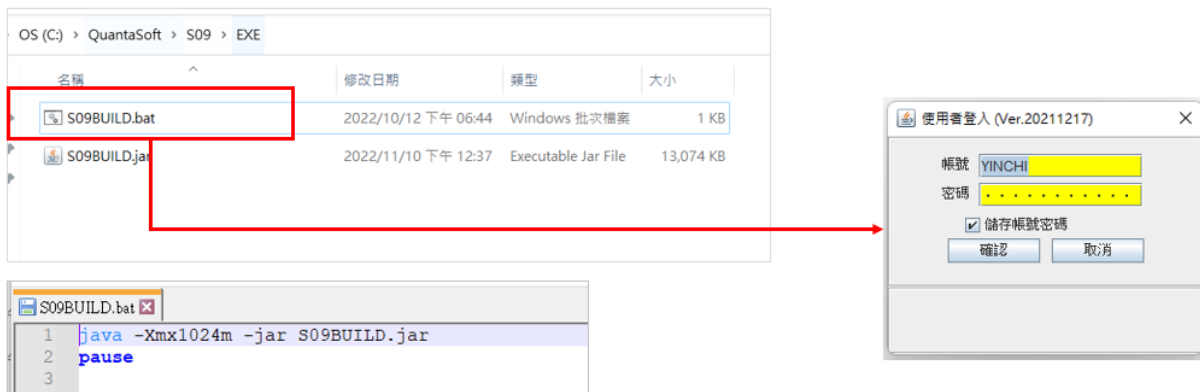 OS (C:) > QuantaSoft > S09 > EXE
名稱 修改日期 類型 大小
S09BUILD.bat 2022/10/12 下午 06:44 Windows 批次檔案 1 KB
S09BUILD.jar 2022/11/10 下午 12:37 Executable Jar File 13,074 KB
使用者登入 (Ver.20211217)
帳號 YINCHI
密碼
儲存帳號密碼
確認 取消
S09BUILD.bat
1 java -Xmx1024m -jar S09BUILD.jar
2 pause
3